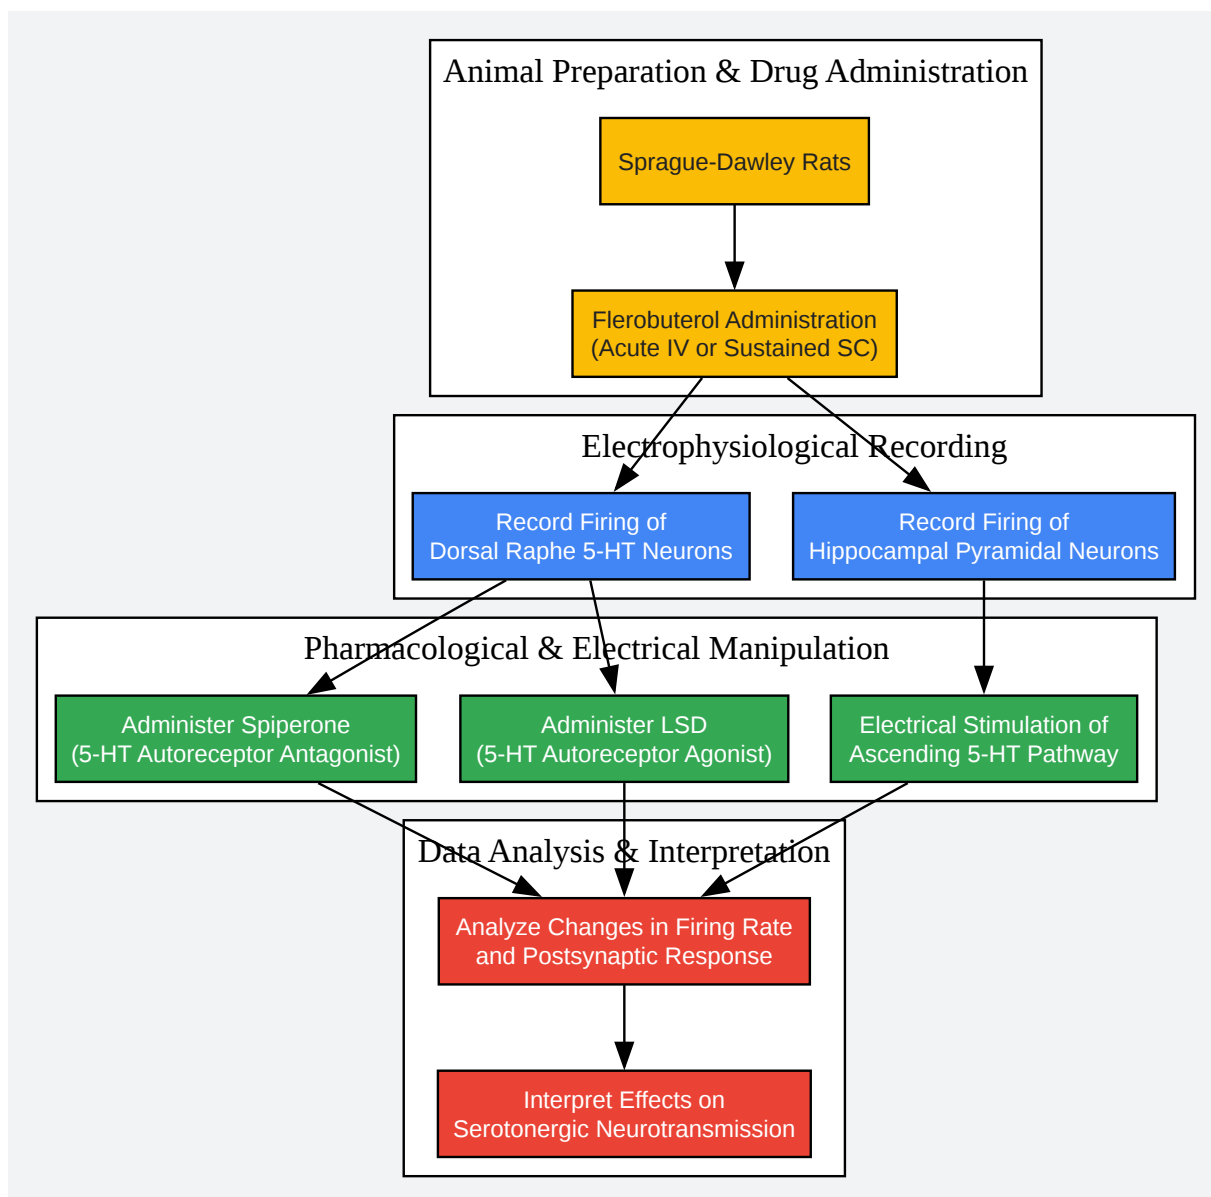 Animal Preparation & Drug Administration
Sprague-Dawley Rats
Flerobuterol Administration
(Acute IV or Sustained SC)
Electrophysiological Recording
Record Firing of
Dorsal Raphe 5-HT Neurons
Record Firing of
Hippocampal Pyramidal Neurons
Pharmacological & Electrical Manipulation
Administer Spiperone
(5-HT Autoreceptor Antagonist)
Administer LSD
(5-HT Autoreceptor Agonist)
Electrical Stimulation of
Ascending 5-HT Pathway
Data Analysis & Interpretation
Analyze Changes in Firing Rate
and Postsynaptic Response
Interpret Effects on
Serotonergic Neurotransmission